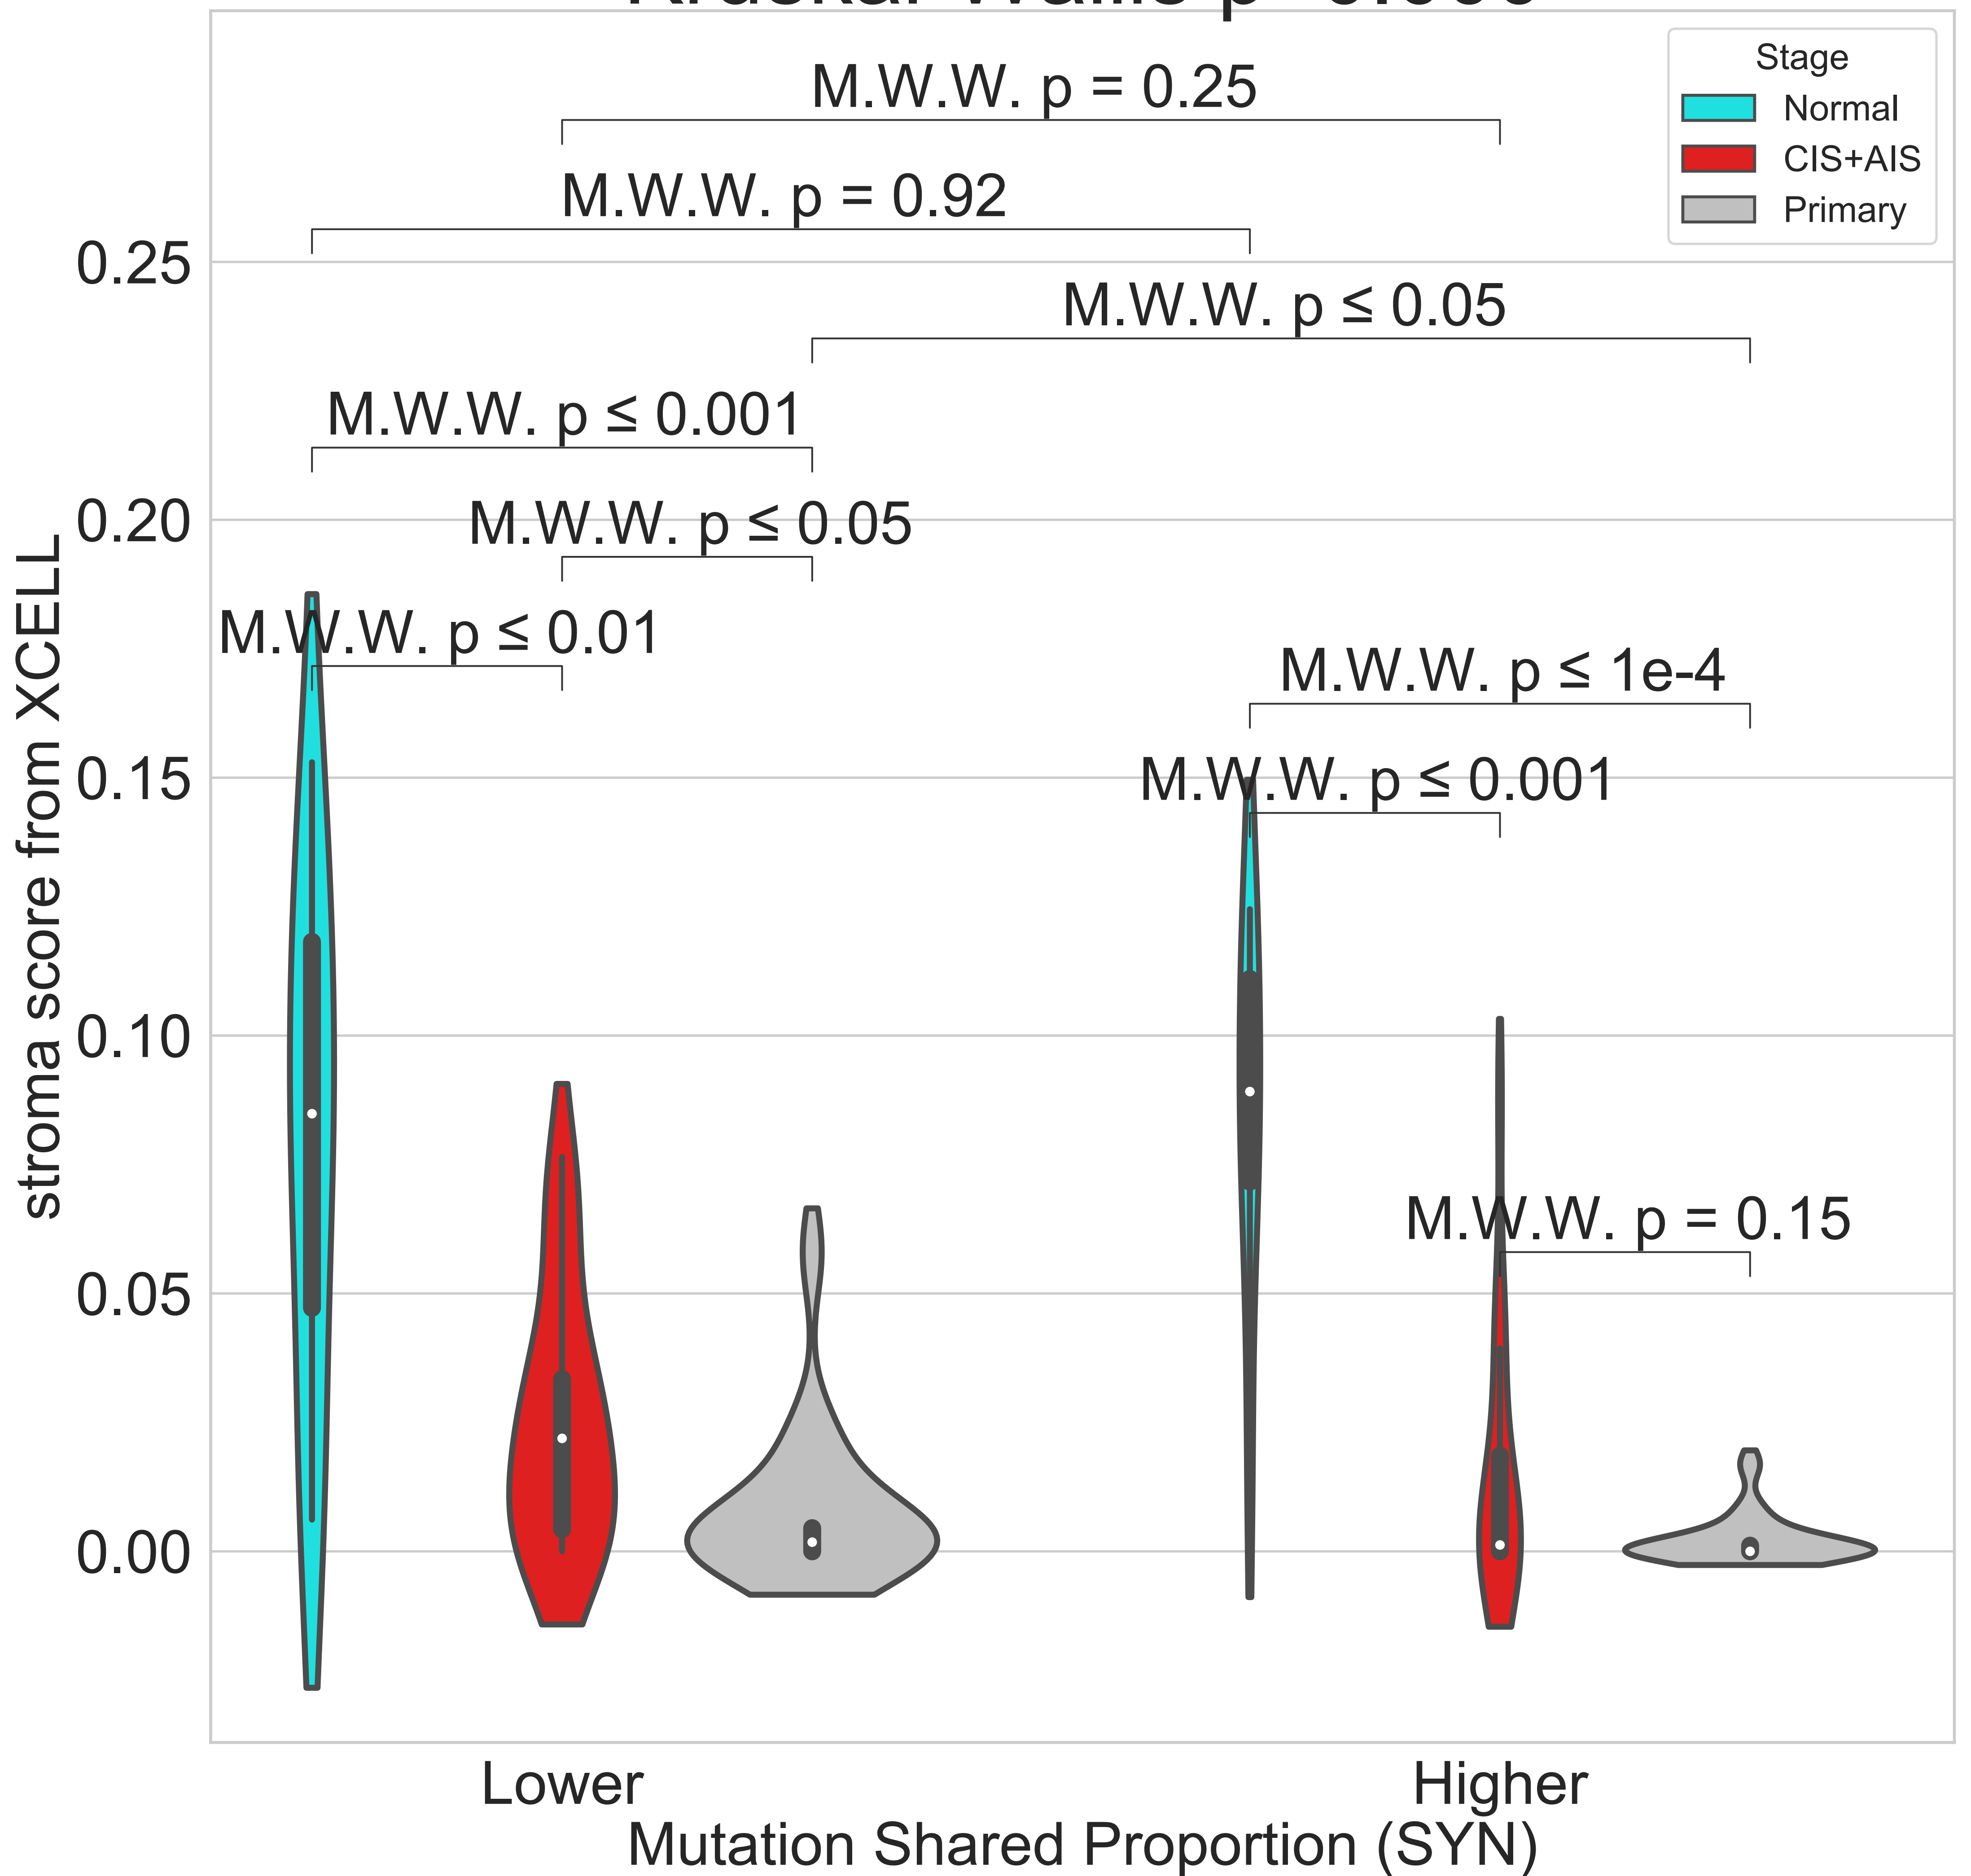 Stage
Normal
CIS+AIS
Primary
M.W.W. p = 0.25
M.W.W. p = 0.92
M.W.W. p ≤ 0.05
M.W.W. p ≤ 0.001
M.W.W. p ≤ 0.05
M.W.W. p ≤ 0.01
M.W.W. p ≤ 1e-4
M.W.W. p ≤ 0.001
M.W.W. p = 0.15
stroma score from XCELL
0.25
0.20
0.15
0.10
0.05
0.00
Lower
Higher
Mutation Shared Proportion (SYN)